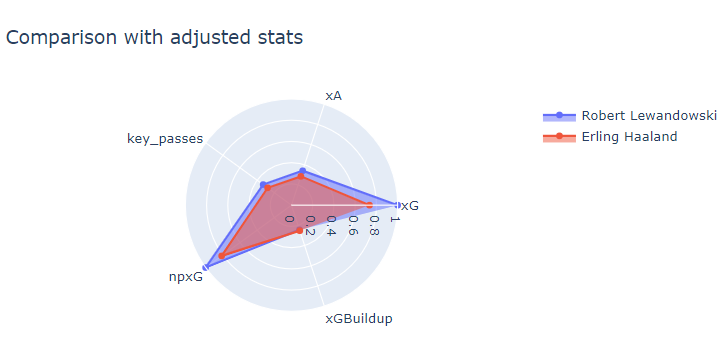 Comparison with adjusted stats
xA
Robert Lewandowski
key_passes
Erling Haaland
xG
0
0.2
0.4
0.6
0.8
1
npxG
xGBuildup